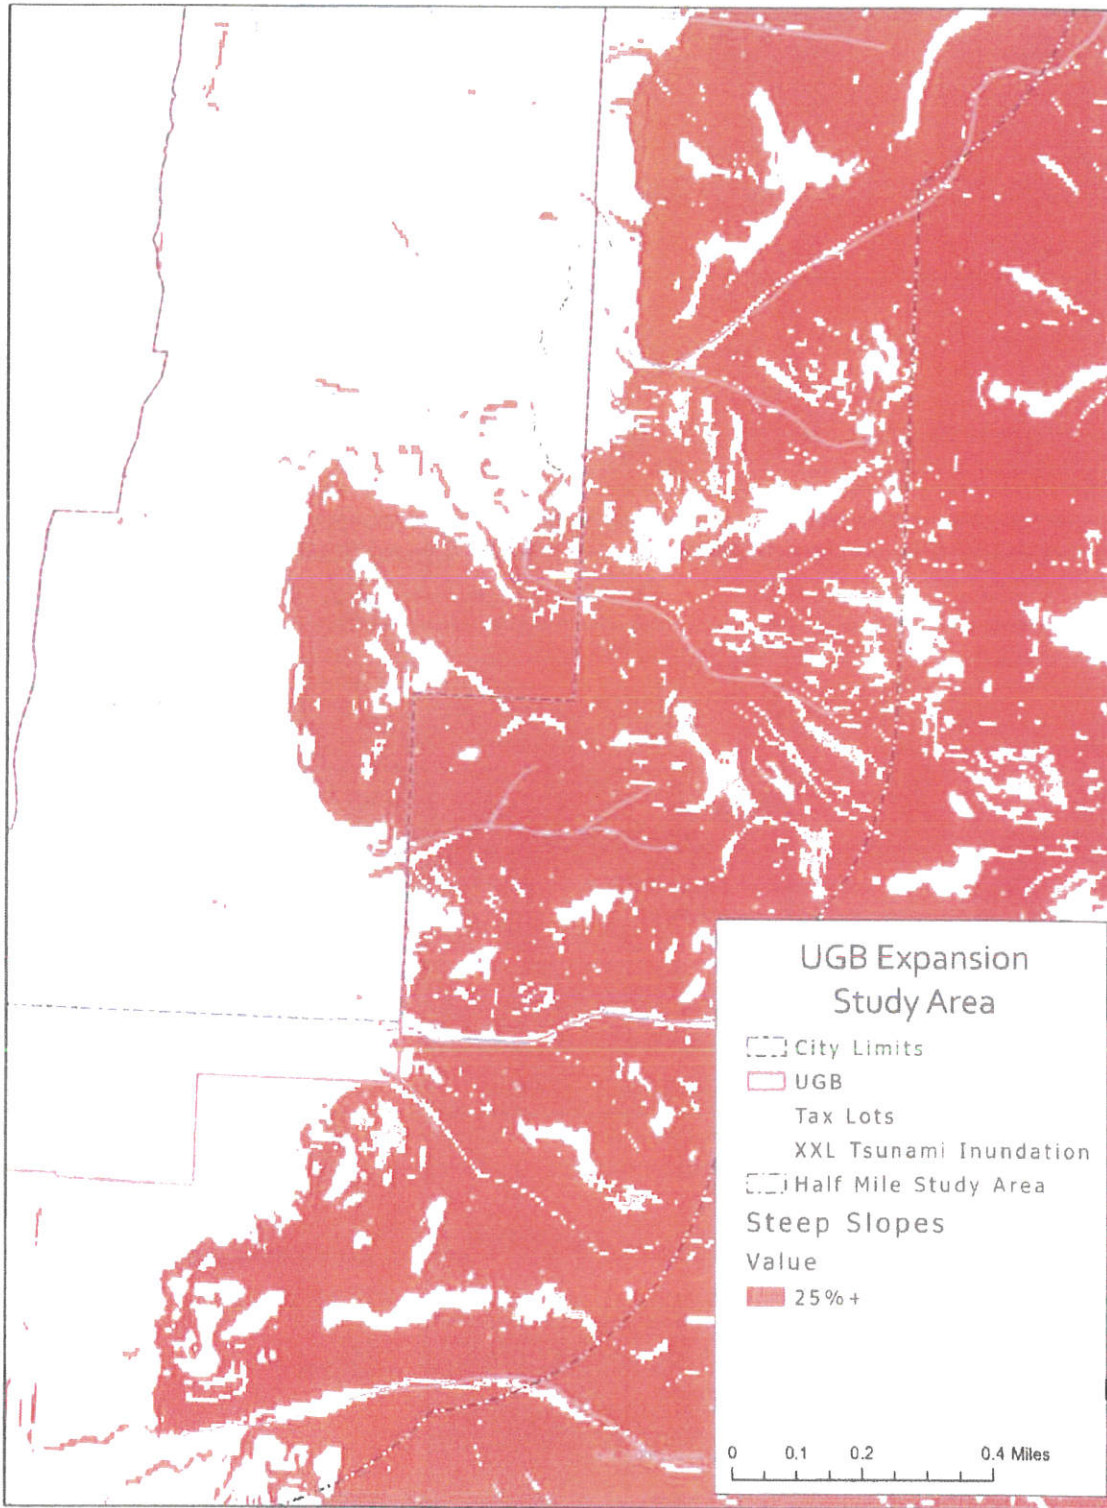 UGB Expansion
Study Area
City Limits
UGB
Tax Lots
XXL Tsunami Inundation
Half Mile Study Area
Steep Slopes
Value
25%+
0 0.1 0.2 0.4 Miles